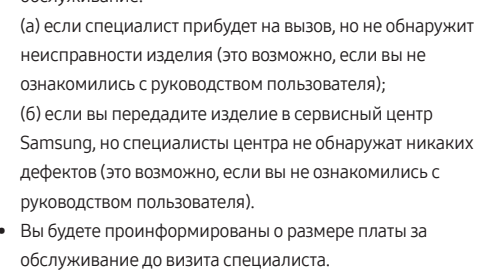 обслуживание:
(а) если специалист прибудет на вызов, но не обнаружит
неисправности изделия (это возможно, если вы не
ознакомились с руководством пользователя);
(б) если вы передадите изделие в сервисный центр
Samsung, но специалисты центра не обнаружат никаких
дефектов (это возможно, если вы не ознакомились с
руководством пользователя).
• Вы будете проинформированы о размере платы за
обслуживание до визита специалиста.